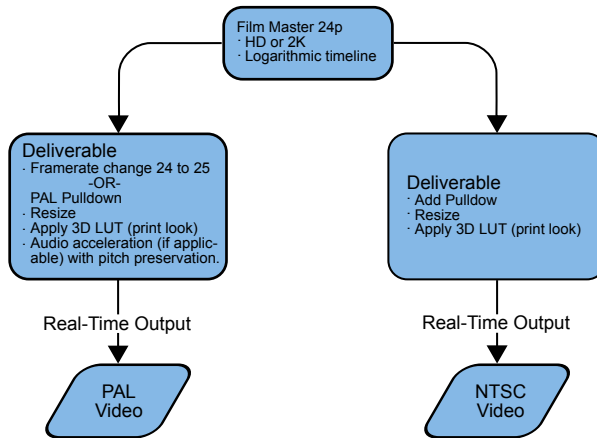 Film Master 24p
· HD or 2K
· Logarithmic timeline
Deliverable
· Framerate change 24 to 25
-OR-
PAL Pulldown
· Resize
· Apply 3D LUT (print look)
· Audio acceleration (if applic-
able) with pitch preservation.
Deliverable
· Add Pulldow
· Resize
· Apply 3D LUT (print look)
Real-Time Output
Real-Time Output
PAL
Video
NTSC
Video